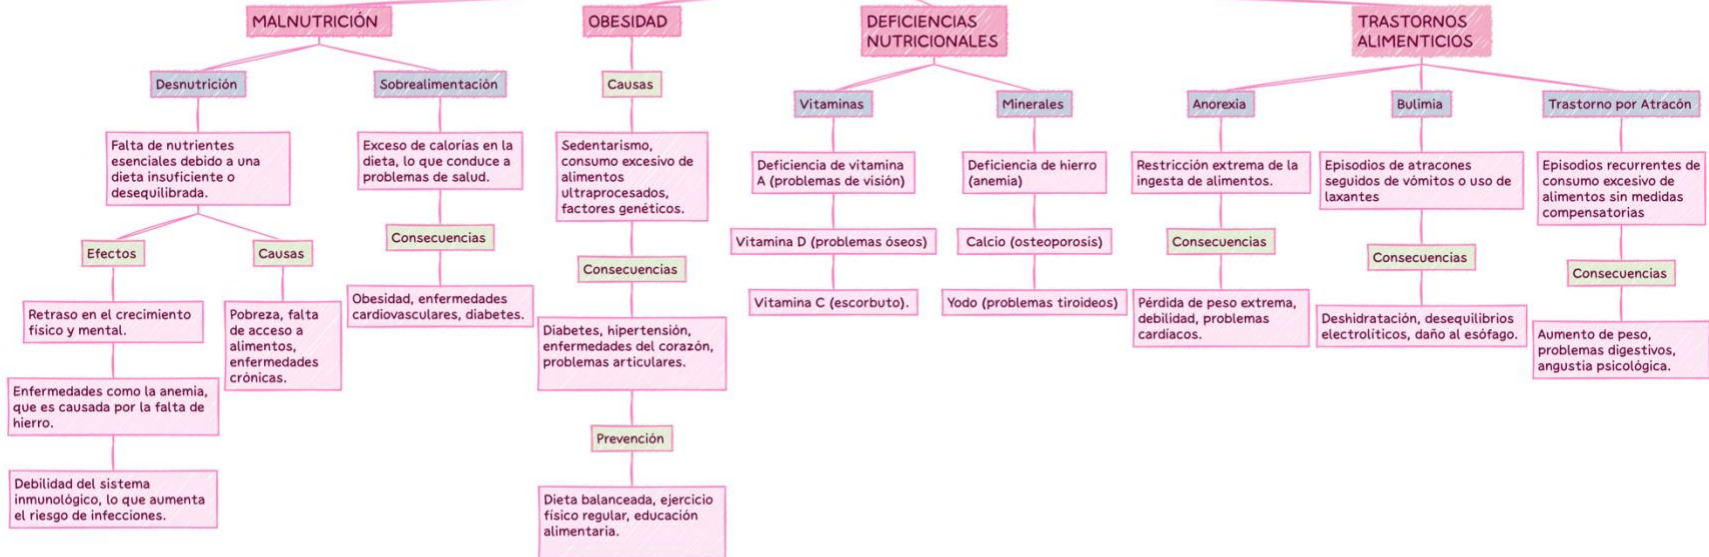 MALNUTRICIÓN
Desnutrición
Falta de nutrientes
esenciales debido a una
dieta insuficiente o
desequilibrada.
Efectos
Retraso en el crecimiento
físico y mental.
Enfermedades como la anemia,
que es causada por la falta de
hierro.
Debilidad del sistema
inmunológico, lo que aumenta
el riesgo de infecciones.
Causas
Pobreza, falta
de acceso a
alimentos,
enfermedades
crónicas.
Sobrealimentación
Exceso de calorías en la
dieta, lo que conduce a
problemas de salud.
Consecuencias
Obesidad, enfermedades
cardiovasculares, diabetes.
OBESIDAD
Causas
Sedentarismo,
consumo excesivo de
alimentos
ultraprocesados,
factores genéticos.
Consecuencias
Diabetes, hipertensión,
enfermedades del corazón,
problemas articulares.
Prevención
Dieta balanceada, ejercicio
físico regular, educación
alimentaria.
DEFICIENCIAS
NUTRICIONALES
Vitaminas
Deficiencia de vitamina
A (problemas de visión)
Vitamina D (problemas óseos)
Vitamina C (escorbuto).
Minerales
Deficiencia de hierro
(anemia)
Calcio (osteoporosis)
Yodo (problemas tiroideos)
TRASTORNOS
ALIMENTICIOS
Anorexia
Restricción extrema de la
ingesta de alimentos.
Consecuencias
Pérdida de peso extrema,
debilidad, problemas
cardíacos.
Bulimia
Episodios de atracones
seguidos de vómitos o uso de
laxantes
Consecuencias
Deshidratación, desequilibrios
electrolíticos, daño al esófago.
Trastorno por Atracón
Episodios recurrentes de
consumo excesivo de
alimentos sin medidas
compensatorias
Consecuencias
Aumento de peso,
problemas digestivos,
angustia psicológica.